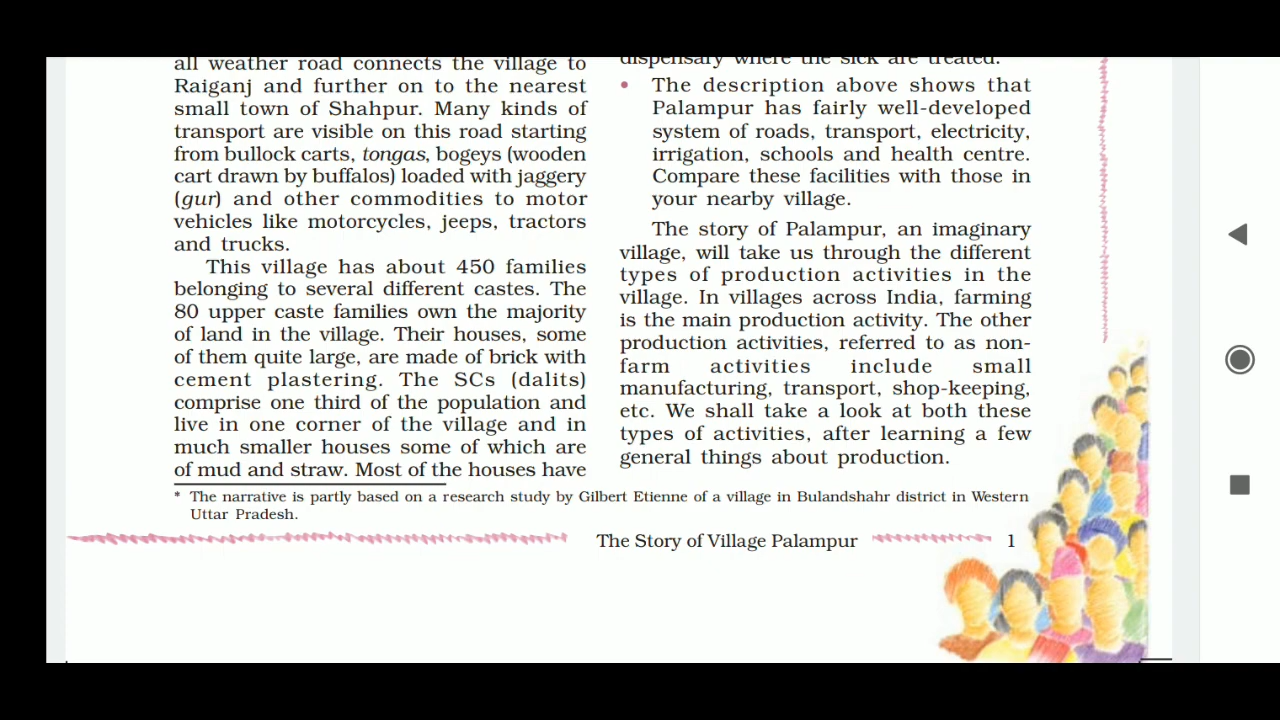 all weather road connects the village to
Raiganj and further on to the nearest
small town of Shahpur. Many kinds of
transport are visible on this road starting
from bullock carts, tongas, bogeys (wooden
cart drawn by buffalos) loaded with jaggery
(gur) and other commodities to motor
vehicles like motorcycles, jeeps, tractors
and trucks.
This village has about 450 families
belonging to several different castes. The
80 upper caste families own the majority
of land in the village. Their houses, some
of them quite large, are made of brick with
cement plastering. The SCs (dalits)
comprise one third of the population and
live in one corner of the village and in
much smaller houses some of which are
of mud and straw. Most of the houses have
dispensary where the sick are treated.
• The description above shows that
Palampur has fairly well-developed
system of roads, transport, electricity,
irrigation, schools and health centre.
Compare these facilities with those in
your nearby village.
The story of Palampur, an imaginary
village, will take us through the different
types of production activities in the
village. In villages across India, farming
is the main production activity. The other
production activities, referred to as non-
farm activities include small
manufacturing, transport, shop-keeping,
etc. We shall take a look at both these
types of activities, after learning a few
general things about production.
* The narrative is partly based on a research study by Gilbert Etienne of a village in Bulandshahr district in Western
Uttar Pradesh.
The Story of Village Palampur 1